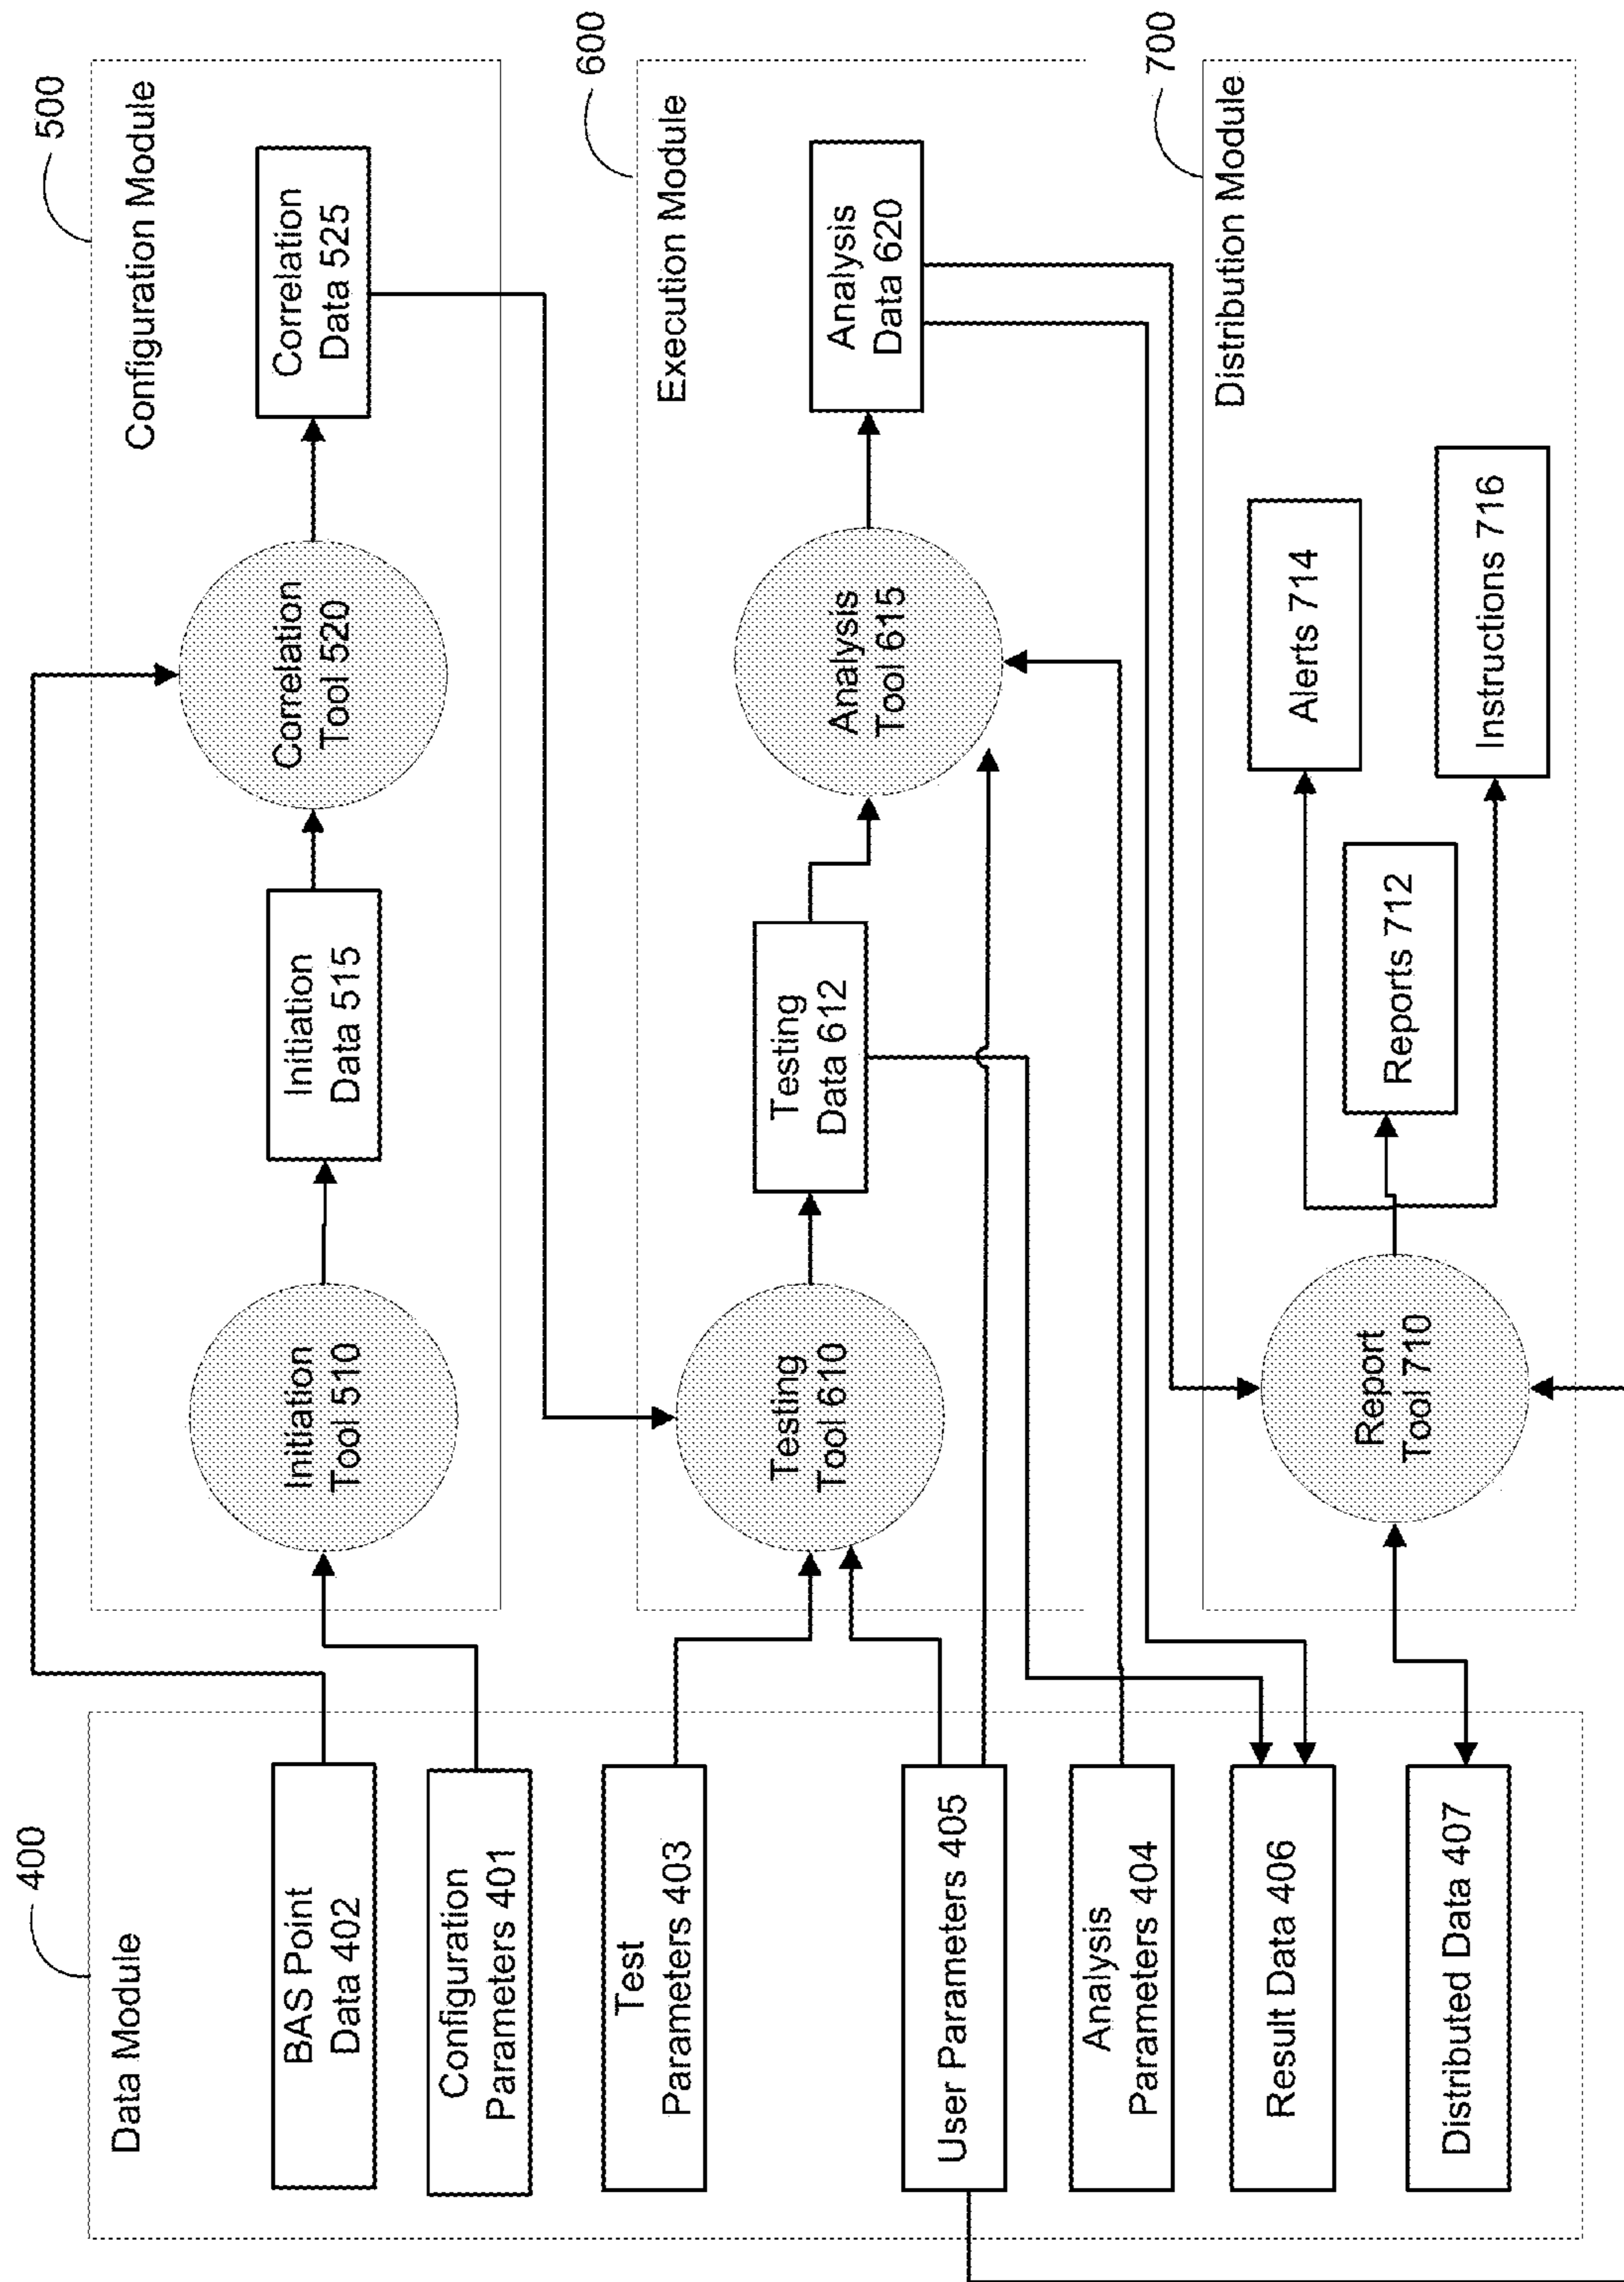 400
Data Module
BAS Point
Data 402
Configuration
Parameters 401
Test
Parameters 403
User Parameters 405
Analysis
Parameters 404
Result Data 406
Distributed Data 407
500
Configuration Module
Initiation
Tool 510
Initiation
Data 515
Correlation
Tool 520
Correlation
Data 525
600
Execution Module
Testing
Tool 610
Testing
Data 612
Analysis
Tool 615
Analysis
Data 620
700
Distribution Module
Report
Tool 710
Reports 712
Alerts 714
Instructions 716